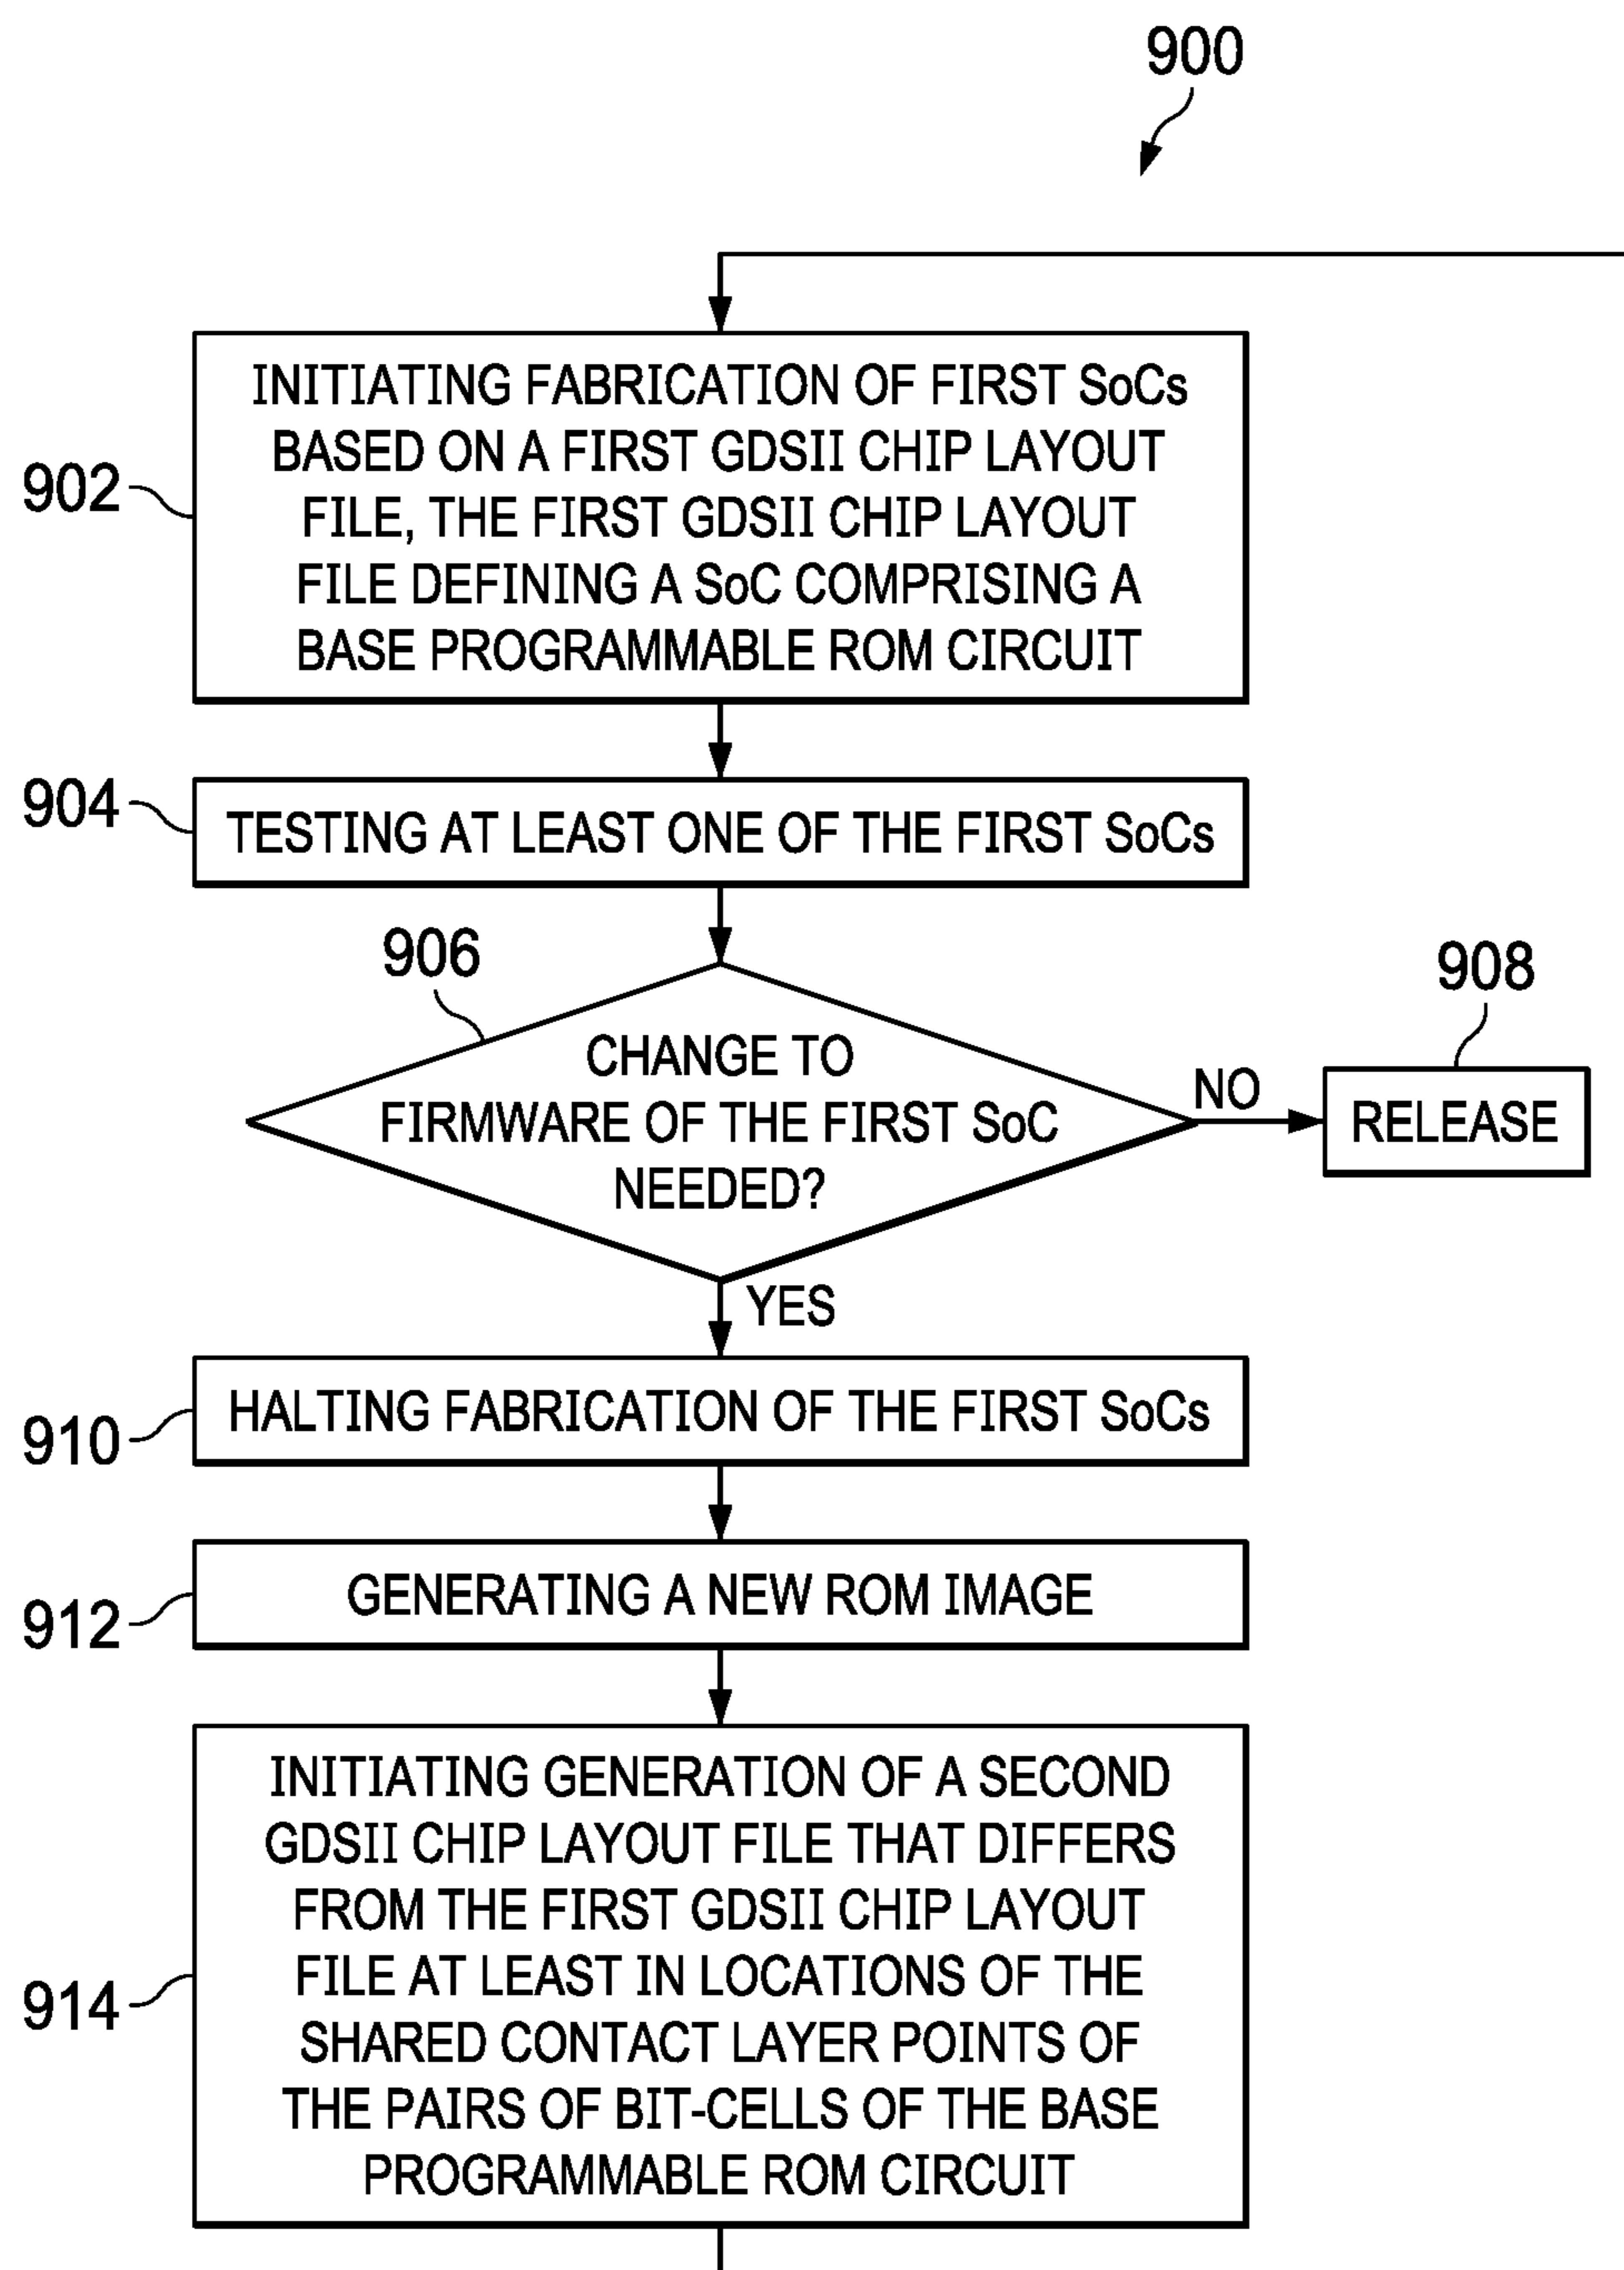 900
902
INITIATING FABRICATION OF FIRST SoCs
BASED ON A FIRST GDSII CHIP LAYOUT
FILE, THE FIRST GDSII CHIP LAYOUT
FILE DEFINING A SoC COMPRISING A
BASE PROGRAMMABLE ROM CIRCUIT
904
TESTING AT LEAST ONE OF THE FIRST SoCs
906
CHANGE TO
FIRMWARE OF THE FIRST SoC
NEEDED?
NO
908
RELEASE
YES
910
HALTING FABRICATION OF THE FIRST SoCs
912
GENERATING A NEW ROM IMAGE
914
INITIATING GENERATION OF A SECOND
GDSII CHIP LAYOUT FILE THAT DIFFERS
FROM THE FIRST GDSII CHIP LAYOUT
FILE AT LEAST IN LOCATIONS OF THE
SHARED CONTACT LAYER POINTS OF
THE PAIRS OF BIT-CELLS OF THE BASE
PROGRAMMABLE ROM CIRCUIT